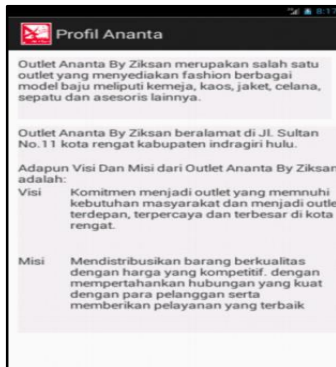 8:17
Profil Ananta
Outlet Ananta By Ziksan merupakan salah satu
outlet yang menyediakan fashion berbagai
model baju meliputi kemeja, kaos, jaket, celana,
sepatu dan asesoris lainnya.
Outlet Ananta By Ziksan beralamat di Jl. Sultan
No.11 kota rengat kabupaten indragiri hulu.
Adapun Visi Dan Misi dari Outlet Ananta By Ziksan
adalah:
Visi Komitmen menjadi outlet yang memnuhi
kebutuhan masyarakat dan menjadi outle
terdepan, terpercaya dan terbesar di kota
rengat.
Misi Mendistribusikan barang berkualitas
dengan harga yang kompetitif. dengan
mempertahankan hubungan yang kuat
dengan para pelanggan serta
memberikan pelayanan yang terbaik